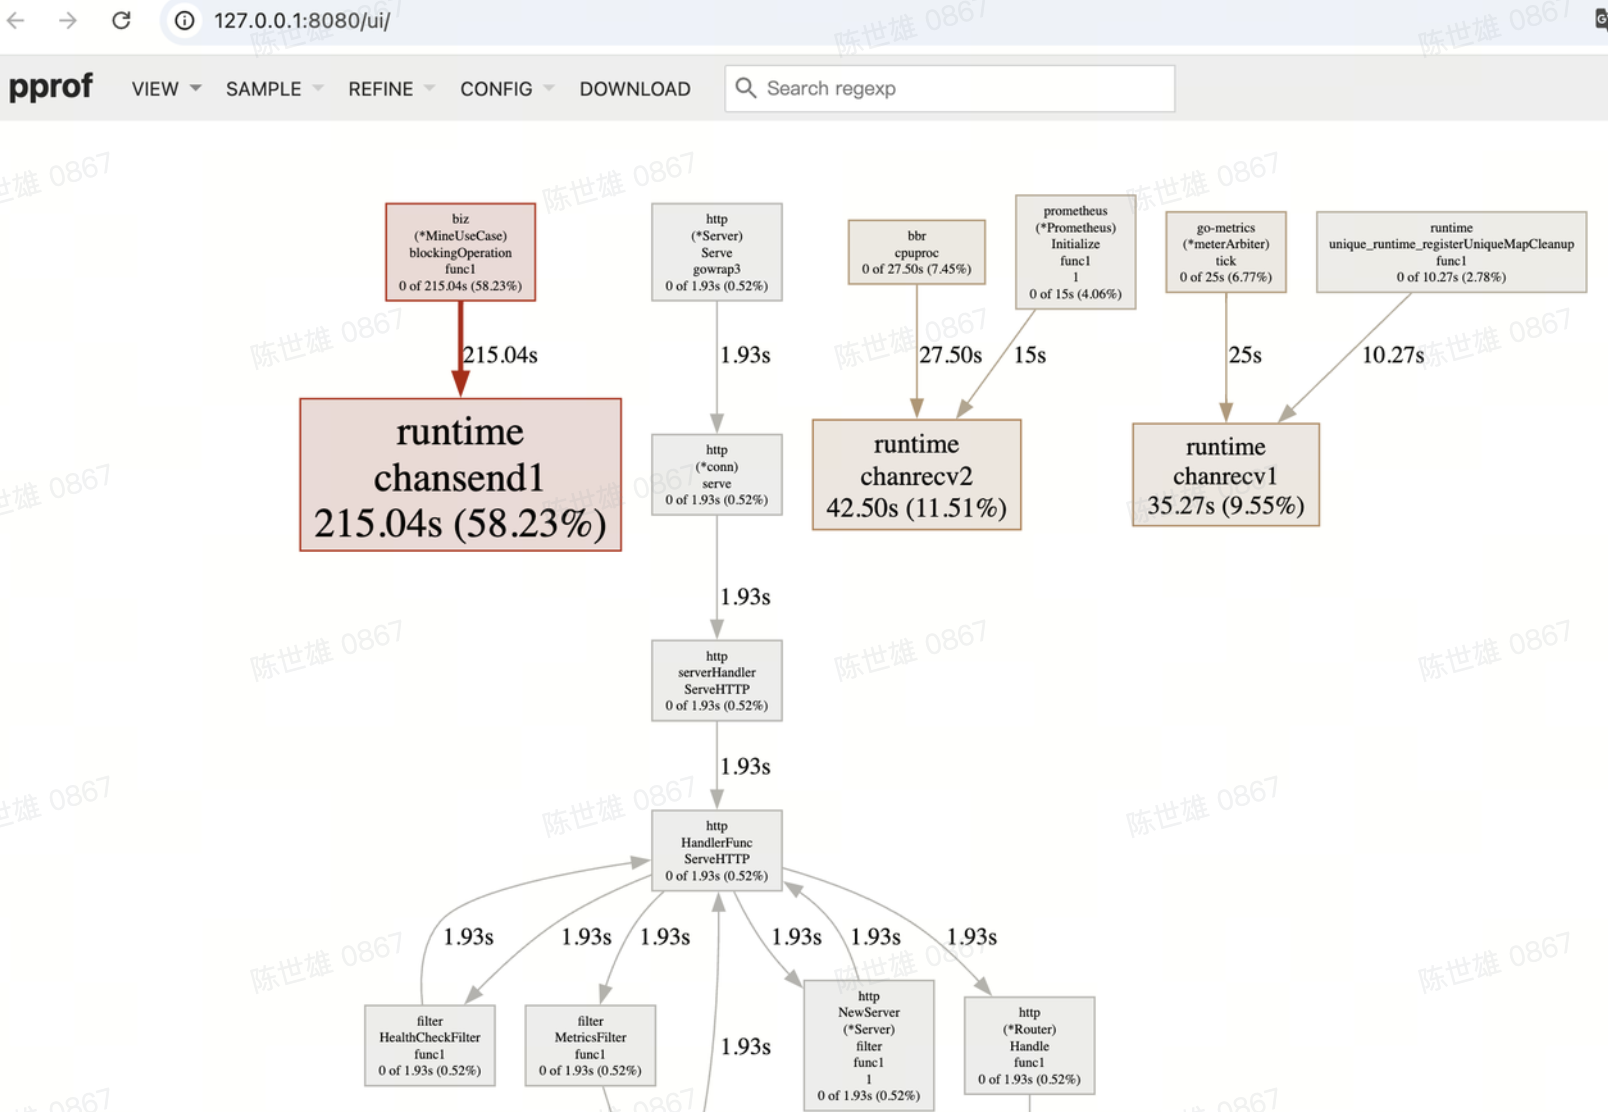 127.0.0.1:8080/ui/
pprof
VIEW
SAMPLE
REFINE
CONFIG
DOWNLOAD
Search regexp
biz
(*MineUseCase)
blockingOperation
func1
0 of 215.04s (58.23%)
http
(*Server)
Serve
gowrap3
0 of 1.93s (0.52%)
bbr
cpuproc
0 of 27.50s (7.45%)
prometheus
(*Prometheus)
Initialize
func1
1
0 of 15s (4.06%)
go-metrics
(*meterArbiter)
tick
0 of 25s (6.77%)
runtime
unique_runtime_registerUniqueMapCleanup
func1
0 of 10.27s (2.78%)
215.04s
1.93s
27.50s
15s
25s
10.27s
runtime
chansend1
215.04s (58.23%)
http
(*conn)
serve
0 of 1.93s (0.52%)
runtime
chanrecv2
42.50s (11.51%)
runtime
chanrecv1
35.27s (9.55%)
1.93s
http
serverHandler
ServeHTTP
0 of 1.93s (0.52%)
1.93s
http
HandlerFunc
ServeHTTP
0 of 1.93s (0.52%)
1.93s
1.93s
1.93s
1.93s
1.93s
1.93s
filter
HealthCheckFilter
func1
0 of 1.93s (0.52%)
filter
MetricsFilter
func1
0 of 1.93s (0.52%)
1.93s
http
NewServer
(*Server)
filter
func1
1
0 of 1.93s (0.52%)
http
(*Router)
Handle
func1
0 of 1.93s (0.52%)
陈世雄 0867